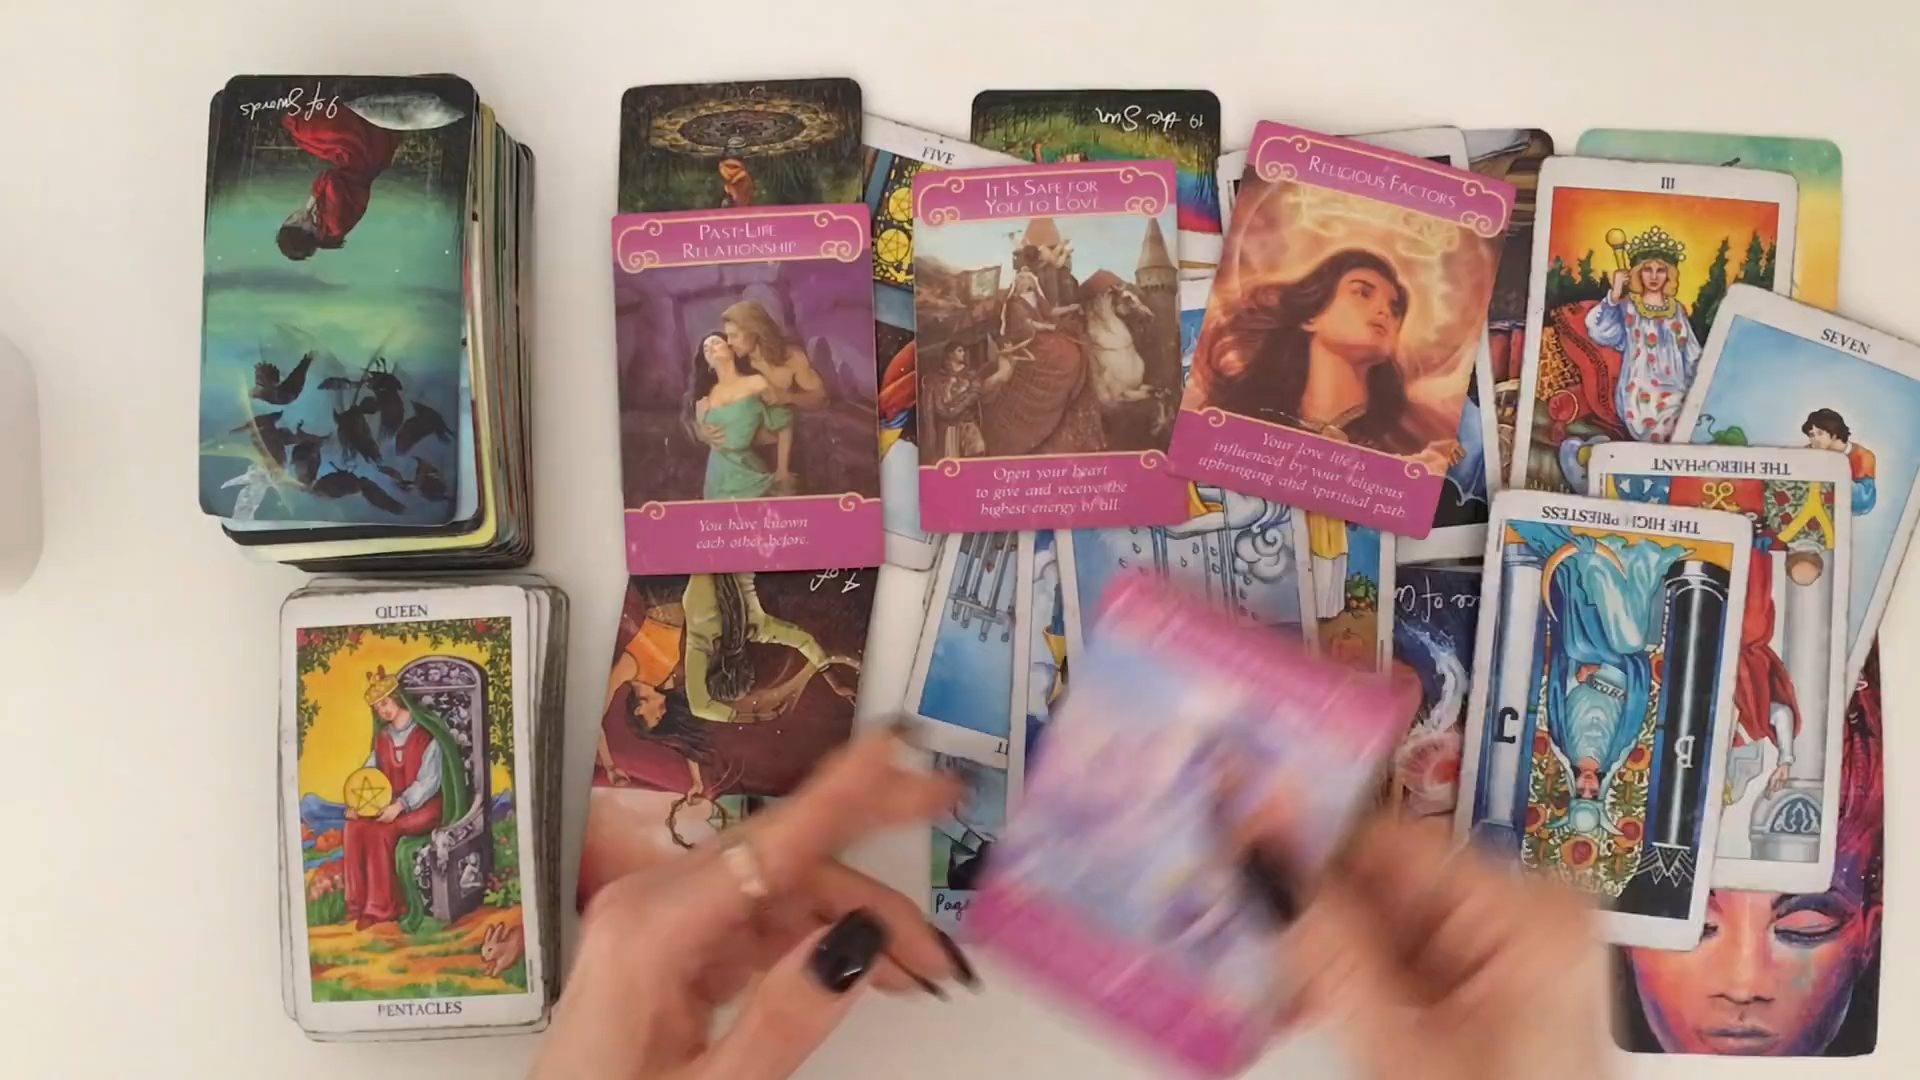 9 of Swords
19 the Sun
FIVE
III
IT IS SAFE FOR
YOU TO LOVE
RELIGIOUS FACTORS
PAST-LIFE
RELATIONSHIP
SEVEN
THE HIEROPHANT
Your love life is
influenced by your religious
upbringing and spiritual path
Open your heart
to give and receive the
highest energy of all.
THE HIGH PRIESTESS
You have known
each other before.
QUEEN
J
B
PENTACLES